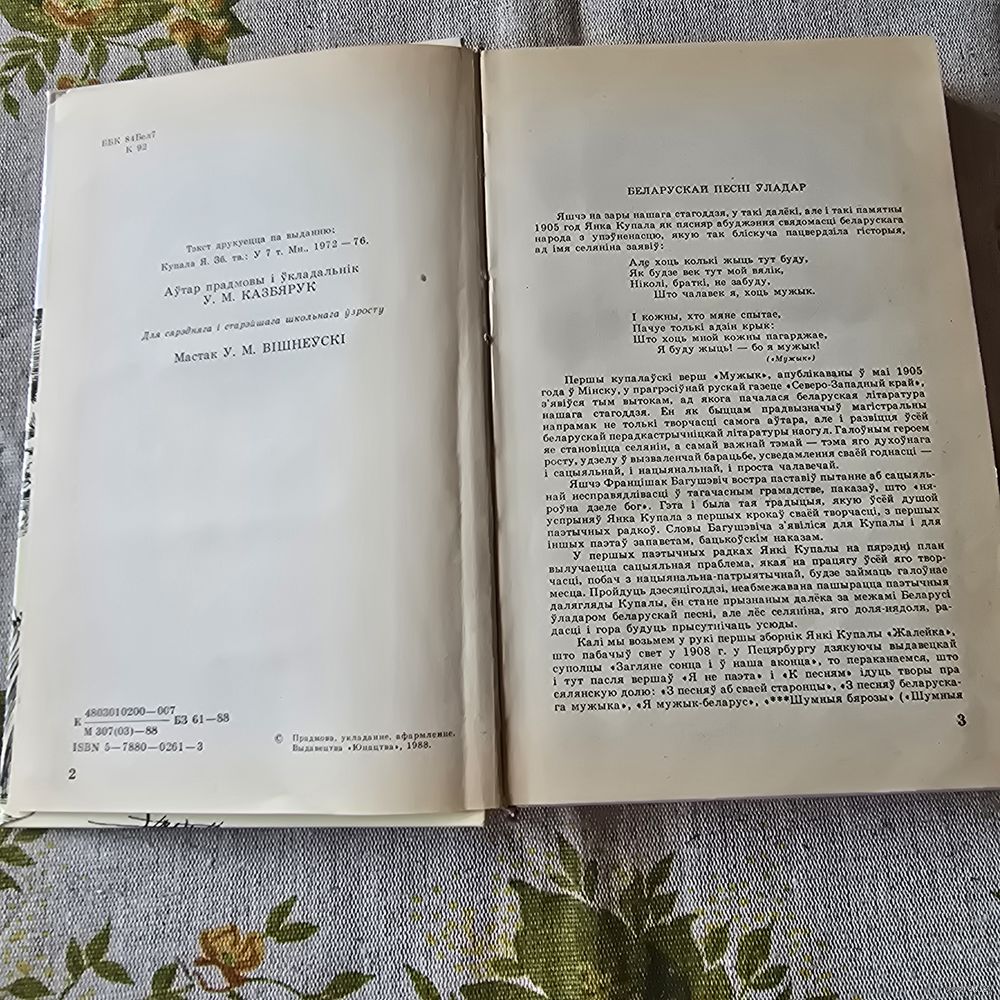 ББК 84Бел7
К 92
Тэкст друкуецца па выданню:
Купала Я. Зб. тв.: У 7 т. Мн., 1972—76.
Аўтар прадмовы і ўкладальнік
У. М. КАЗБЯРУК
Для сярэдняга і старэйшага школьнага ўзросту
Мастак У. М. ВІШНЕЎСКІ
К 4803010200—007
М 307(03)—88 БЗ 61—88
ISBN 5—7880—0261—3
© Прадмова, укладанне, афармленне.
Выдавецтва «Юнацтва», 1988.
2
БЕЛАРУСКАЙ ПЕСНІ ЎЛАДАР
Яшчэ на зары нашага стагоддзя, у такі далёкі, але і такі памятны
1905 год Янка Купала як пясняр абуджэння свядомасці беларускага
народа з упэўненасцю, якую так бліскуча пацвердзіла гісторыя,
ад імя селяніна заявіў:
Але хоць колькі жыць тут буду,
Як будзе век тут мой вялік,
Ніколі, браткі, не забуду,
Што чалавек я, хоць мужык.
І кожны, хто мяне спытае,
Пачуе толькі адзін крык:
Што хоць мной кожны пагарджае,
Я буду жыць! — бо я мужык!
(«Мужык»)
Першы купалаўскі верш «Мужык», апублікаваны ў маі 1905
года ў Мінску, у прагрэсіўнай рускай газеце «Северо-Западный край»,
з'явіўся тым вытокам, ад якога пачалася беларуская літаратура
нашага стагоддзя. Ён як быццам прадвызначыў магістральны
напрамак не толькі творчасці самога аўтара, але і развіцця ўсёй
беларускай перадкастрычніцкай літаратуры наогул. Галоўным героем
яе становіцца селянін, а самай важнай тэмай — тэма яго духоўнага
росту, удзелу ў вызваленчай барацьбе, усведамлення сваёй годнасці —
і сацыяльнай, і нацыянальнай, і проста чалавечай.
Яшчэ Францішак Багушэвіч востра паставіў пытанне аб сацыяль-
най несправядлівасці ў тагачасным грамадстве, паказаў, што «ня-
роўна дзеле бог». Гэта і была тая традыцыя, якую ўсёй душой
успрыняў Янка Купала з першых крокаў сваёй творчасці, з першых
паэтычных радкоў. Словы Багушэвіча з'явіліся для Купалы і для
іншых паэтаў запаветам, бацькоўскім наказам.
У першых паэтычных радках Янкі Купалы на пярэдні план
вылучаецца сацыяльная праблема, якая на працягу ўсёй яго твор-
часці, побач з нацыянальна-патрыятычнай, будзе займаць галоўнае
месца. Пройдуць дзесяцігоддзі, неабмежавана пашырацца паэтычныя
далягляды Купалы, ён стане прызнаным далёка за межамі Беларусі
ўладаром беларускай песні, але лёс селяніна, яго доля-нядоля, ра-
дасці і гора будуць прысутнічаць усюды.
Калі мы возьмем у рукі першы зборнік Янкі Купалы «Жалейка»,
што пабачыў свет у 1908 г. у Пецярбургу дзякуючы выдавецкай
суполцы «Загляне сонца і ў наша аконца», то пераканаемся, што
і тут пасля вершаў «Я не паэта» і «К песням» ідуць творы пра
сялянскую долю: «З песняў аб сваей старонцы», «З песняў беларуска-
га мужыка», «Я мужык-беларус», «***Шумныя бярозы» («Шумныя
3